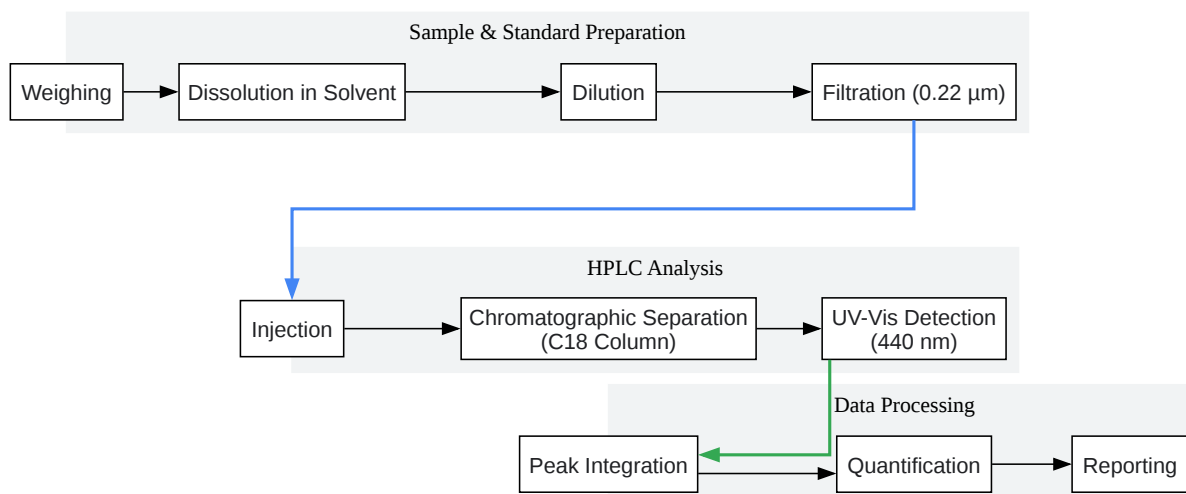 Sample & Standard Preparation
Weighing
Dissolution in Solvent
Dilution
Filtration (0.22 µm)
HPLC Analysis
Injection
Chromatographic Separation
(C18 Column)
UV-Vis Detection
(440 nm)
Data Processing
Peak Integration
Quantification
Reporting